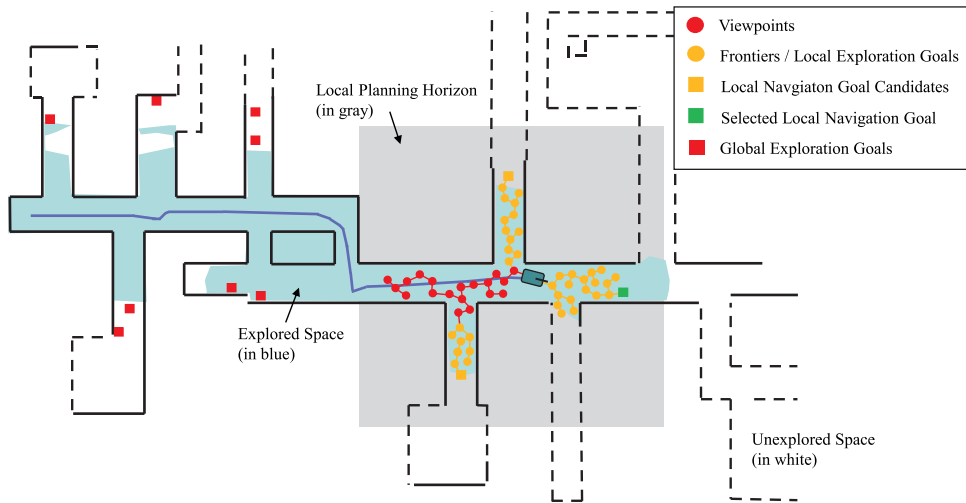 Viewpoints
Frontiers / Local Exploration Goals
Local Navgiaton Goal Candidates
Selected Local Navigation Goal
Global Exploration Goals
Local Planning Horizon
(in gray)
Explored Space
(in blue)
Unexplored Space
(in white)